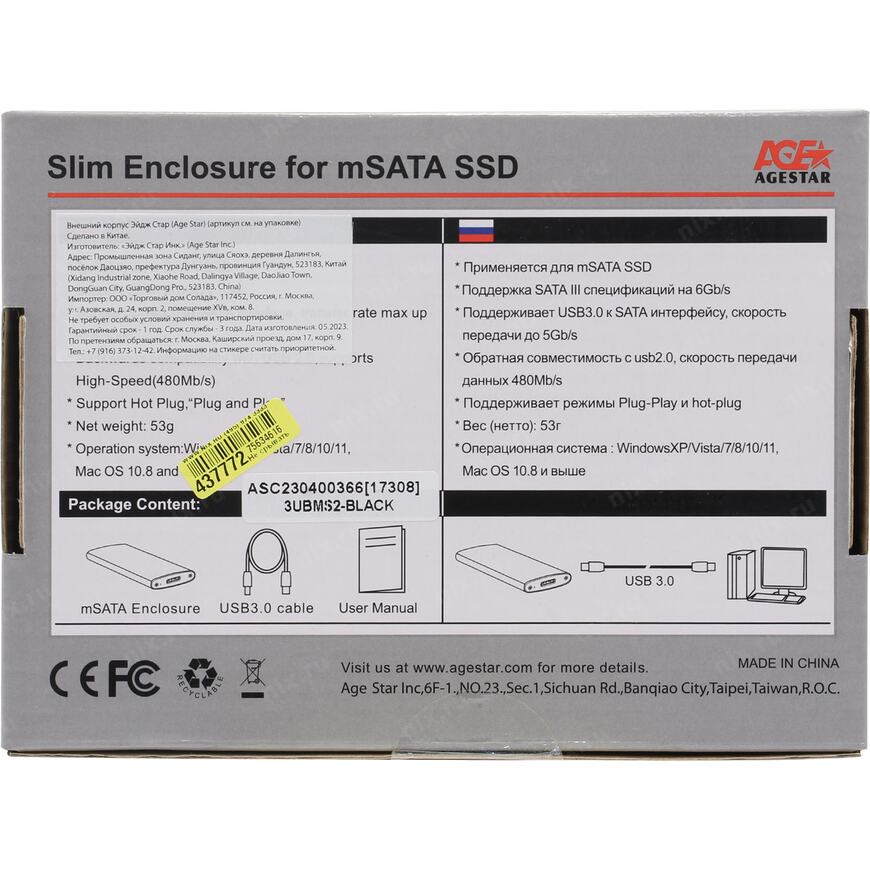 Slim Enclosure for mSATA SSD
AGE
AGESTAR
Внешний корпус Эйдж Стар (Age Star) (артикул см. на упаковке)
Сделано в Китае.
Изготовитель: «Эйдж Стар Инк.» (Age Star Inc.)
Адрес: Промышленная зона Сиданг, улица Сяохэ, деревня Далингья,
посёлок Даоцзяо, префектура Дунгуань, провинция Гуандун, 523183, Китай
(Xidang Industrial zone, Xiaohe Road, Dalingya Village, DaoJiao Town,
DongGuan City, GuangDong Pro., 523183, China)
Импортер: ООО «Торговый дом Солада», 117452, Россия, г. Москва,
ул. Азовская, д. 24, корп. 2, помещение XVв, ком. 8.
Не требует особых условий хранения и транспортировки.
Гарантийный срок - 1 год. Срок службы - 3 года. Дата изготовления: 05.2023.
По претензиям обращаться: г. Москва, Каширский проезд, дом 17, корп. 9.
Тел.: +7 (916) 373-12-42. Информацию на стикере считать приоритетной.
rate max up
High-Speed(480Mb/s)
* Support Hot Plug,“Plug and
* Net weight: 53g
* Operation system: /7/8/10/11,
Mac OS 10.8 and
437772
75634616
Не срывать
ASC230400366[17308]
3UBMS2-BLACK
* Применяется для mSATA SSD
* Поддержка SATA III спецификаций на 6Gb/s
* Поддерживает USB3.0 к SATA интерфейсу, скорость
передачи до 5Gb/s
* Обратная совместимость с usb2.0, скорость передачи
данных 480Mb/s
* Поддерживает режимы Plug-Play и hot-plug
* Вес (нетто): 53г
* Операционная система : WindowsXP/Vista/7/8/10/11,
Mac OS 10.8 и выше
Package Content:
mSATA Enclosure
USB3.0 cable
User Manual
USB 3.0
CE FC
RECYCLABLE
Visit us at www.agestar.com for more details.
MADE IN CHINA
Age Star Inc,6F-1.,NO.23.,Sec.1,Sichuan Rd.,Banqiao City,Taipei,Taiwan,R.O.C.